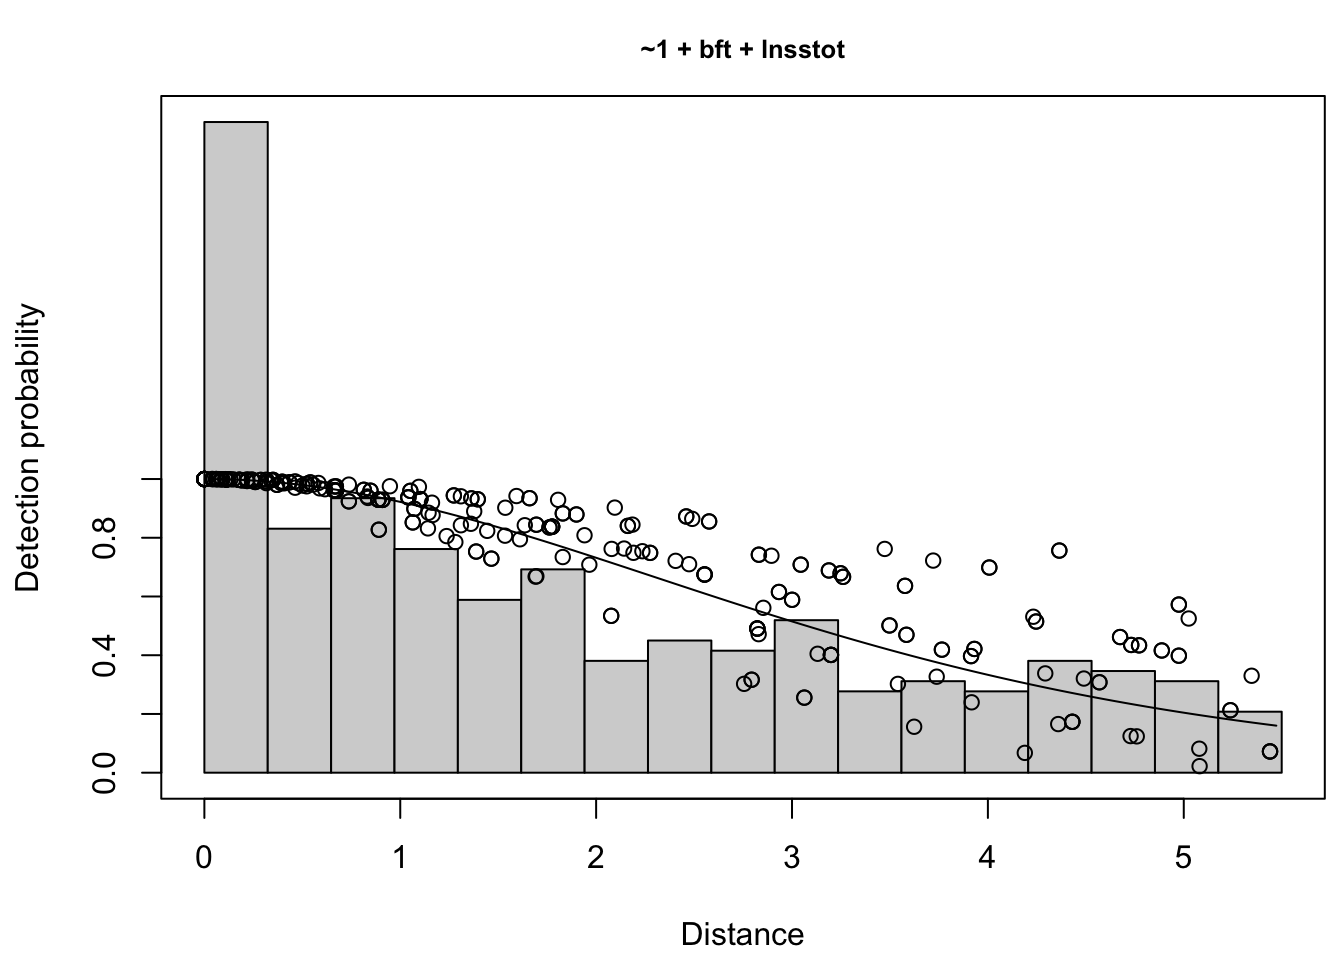 ~1 + bft + lnsstot
Detection probability
0.8
0.4
0.0
0 1 2 3 4 5
Distance